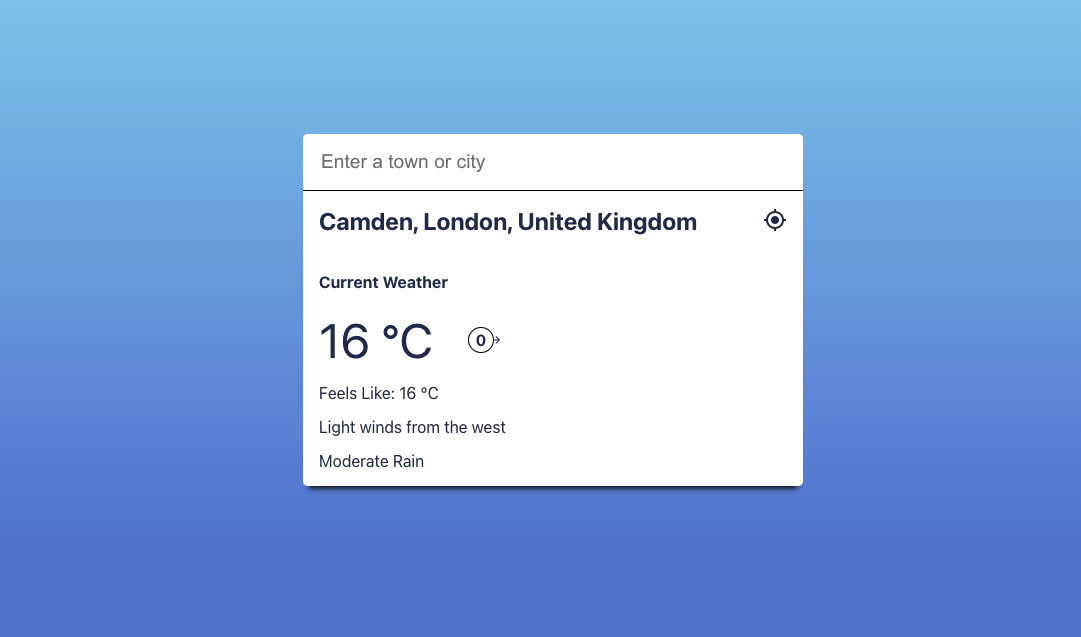 Enter a town or city
Camden, London, United Kingdom
Current Weather
16 °C
0
Feels Like: 16 °C
Light winds from the west
Moderate Rain